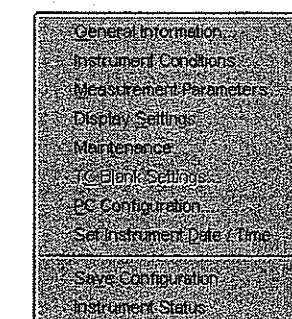 General Information...
Instrument Conditions...
Measurement Parameters...
Display Settings...
Maintenance...
TC Blank Settings...
PC Configuration...
Set Instrument Date / Time...
Save Configuration
Instrument Status